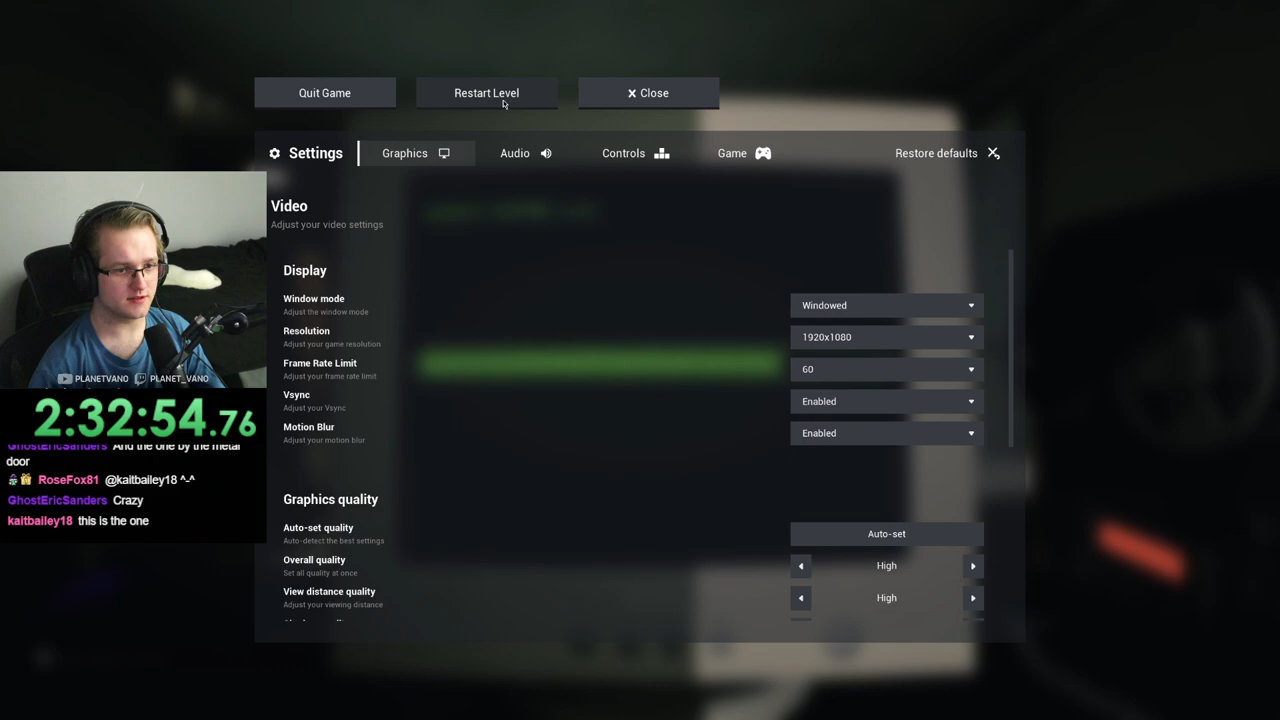 Quit Game
Restart Level
Close
Settings
Graphics
Audio
Controls
Game
Restore defaults
Video
Adjust your video settings
Display
Window mode
Adjust the window mode
Windowed
Resolution
Adjust your game resolution
1920x1080
Frame Rate Limit
Adjust your frame rate limit
60
Vsync
Adjust your Vsync
Enabled
Motion Blur
Adjust your motion blur
Enabled
Graphics quality
Auto-set quality
Auto-detect the best settings
Auto-set
Overall quality
Set all quality at once
High
View distance quality
Adjust your viewing distance
High
PLANETVANO PLANET_VANO
2:32:54.76
GhostEricSanders And the one by the metal
door
RoseFox81 @kaitbailey18 ^-^
GhostEricSanders Crazy
kaitbailey18 this is the one